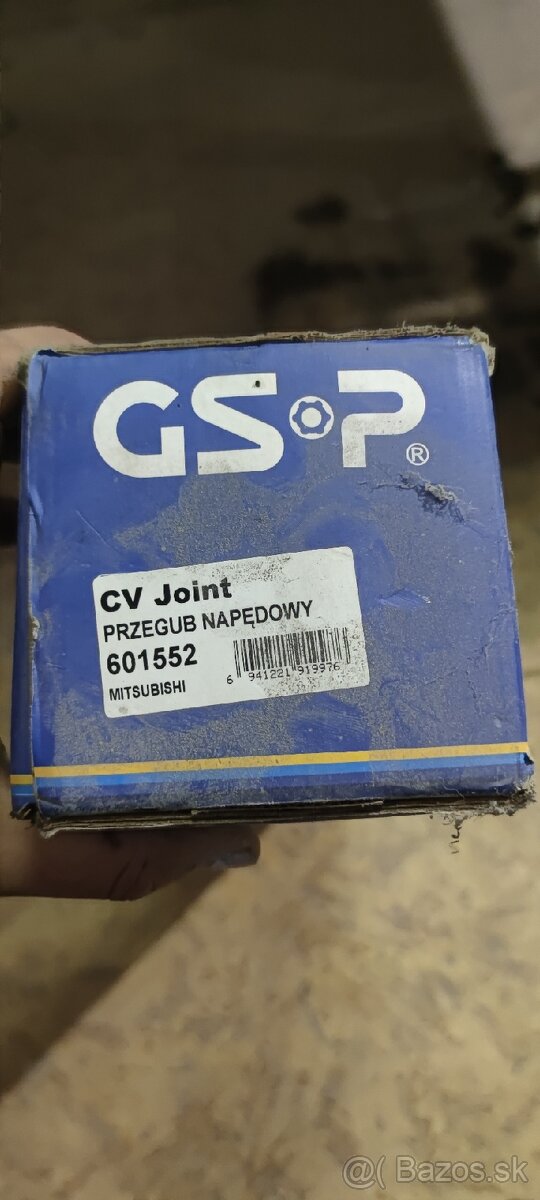 GSP®
CV Joint
PRZEGUB NAPĘDOWY
601552
MITSUBISHI
6 941221 919976
@ Bazos.sk